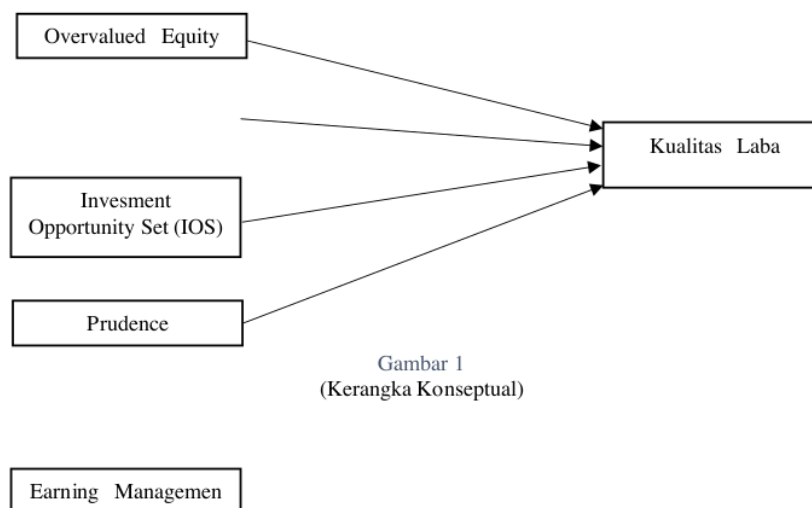 Overvalued Equity
Kualitas Laba
Invesment
Opportunity Set (IOS)
Prudence
Gambar 1
(Kerangka Konseptual)
Earning Managemen